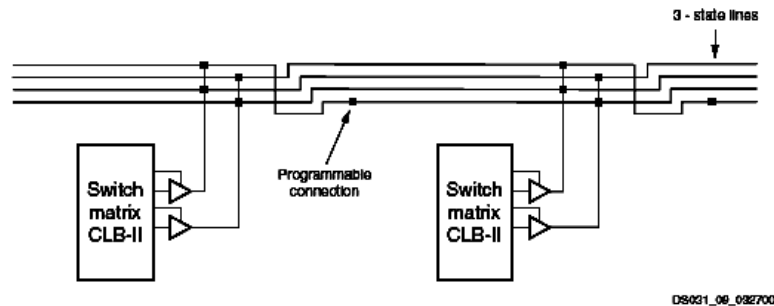 3 - state lines
Programmable
connection
Switch
matrix
CLB-II
Switch
matrix
CLB-II
DS031_09_032700